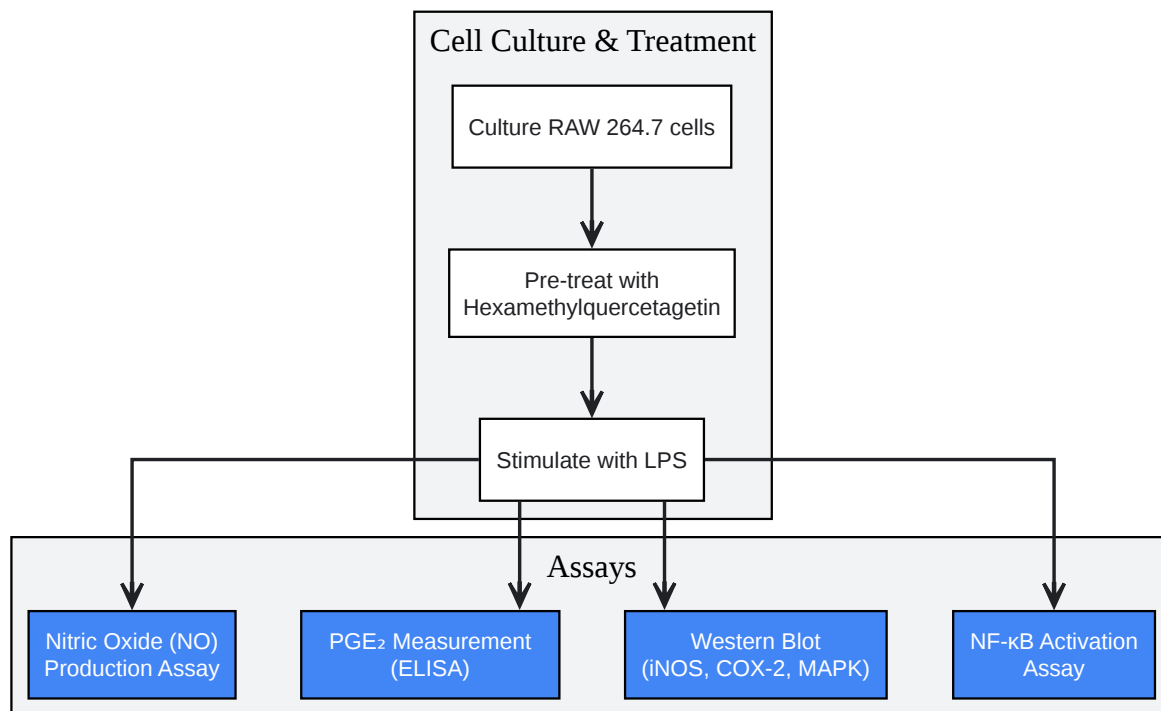 Cell Culture & Treatment
Culture RAW 264.7 cells
Pre-treat with
Hexamethylquercetagetin
Stimulate with LPS
Assays
Nitric Oxide (NO)
Production Assay
PGE₂ Measurement
(ELISA)
Western Blot
(iNOS, COX-2, MAPK)
NF-κB Activation
Assay